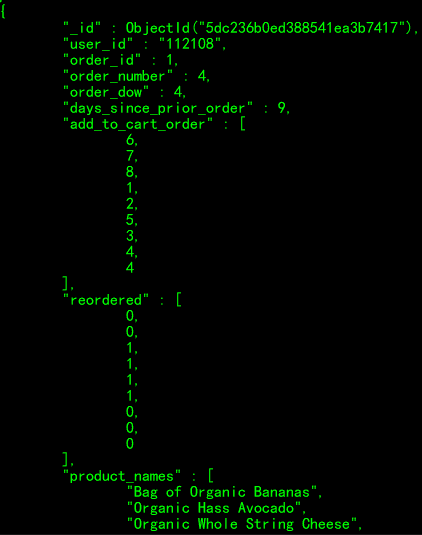 {
"_id" : ObjectId("5dc236b0ed388541ea3b7417"),
"user_id" : "112108",
"order_id" : 1,
"order_number" : 4,
"order_dow" : 4,
"days_since_prior_order" : 9,
"add_to_cart_order" : [
6,
7,
8,
1,
2,
5,
3,
4,
4
],
"reordered" : [
0,
0,
1,
1,
1,
1,
0,
0,
0
],
"product_names" : [
"Bag of Organic Bananas",
"Organic Hass Avocado",
"Organic Whole String Cheese",